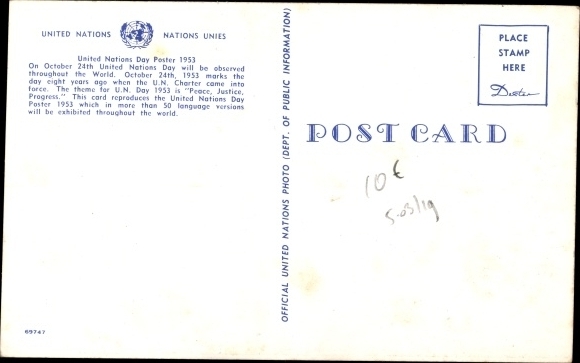 UNITED NATIONS NATIONS UNIES
United Nations Day Poster 1953
On October 24th United Nations Day will be observed
throughout the World. October 24th, 1953 marks the
day eight years ago when the U.N. Charter came into
force. The theme for U.N. Day 1953 is "Peace, Justice,
Progress." This card reproduces the United Nations Day
Poster 1953 which in more than 50 language versions
will be exhibited throughout the world.
69747
OFFICIAL UNITED NATIONS PHOTO (DEPT. OF PUBLIC INFORMATION)
PLACE
STAMP
HERE
Dexter
POST CARD
10 €